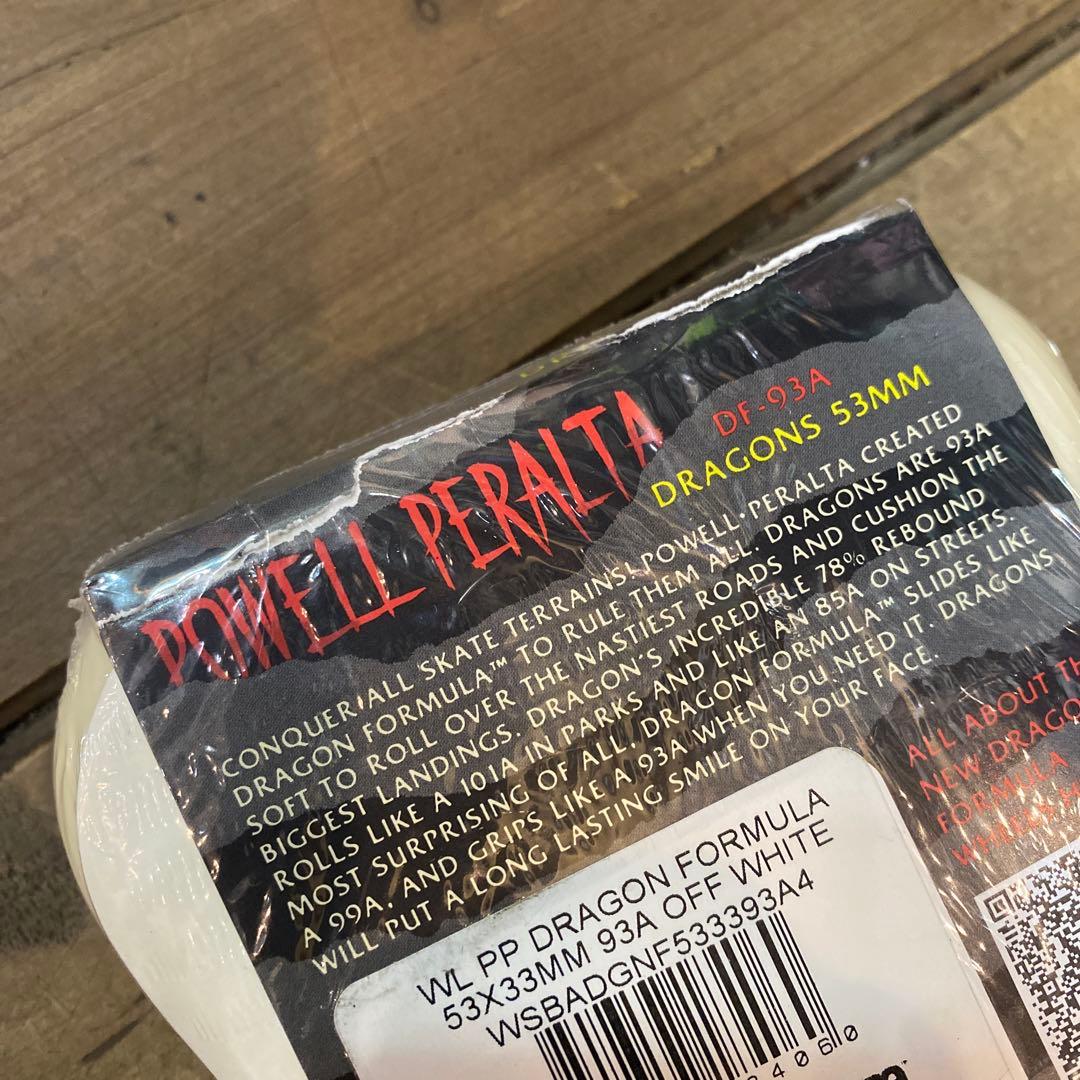 POWELL PERALTA
DF-93A
DRAGONS 53MM
CONQUER ALL SKATE TERRAINS! POWELL PERALTA CREATED
DRAGON FORMULA™ TO RULE THEM ALL. DRAGONS ARE 93A
SOFT TO ROLL OVER THE NASTIEST ROADS AND CUSHION THE
BIGGEST LANDINGS. DRAGON'S INCREDIBLE 78% REBOUND
ROLLS LIKE A 101A IN PARKS AND LIKE AN 85A ON STREETS.
MOST SURPRISING OF ALL, DRAGON FORMULA™ SLIDES LIKE
A 99A, AND GRIPS LIKE A 93A WHEN YOU NEED IT. DRAGONS
WILL PUT A LONG LASTING SMILE ON YOUR FACE.
ALL ABOUT
NEW
FORMULA
WL PP DRAGON FORMULA
53X33MM 93A OFF WHITE
WSBADGNF533393A4
4060